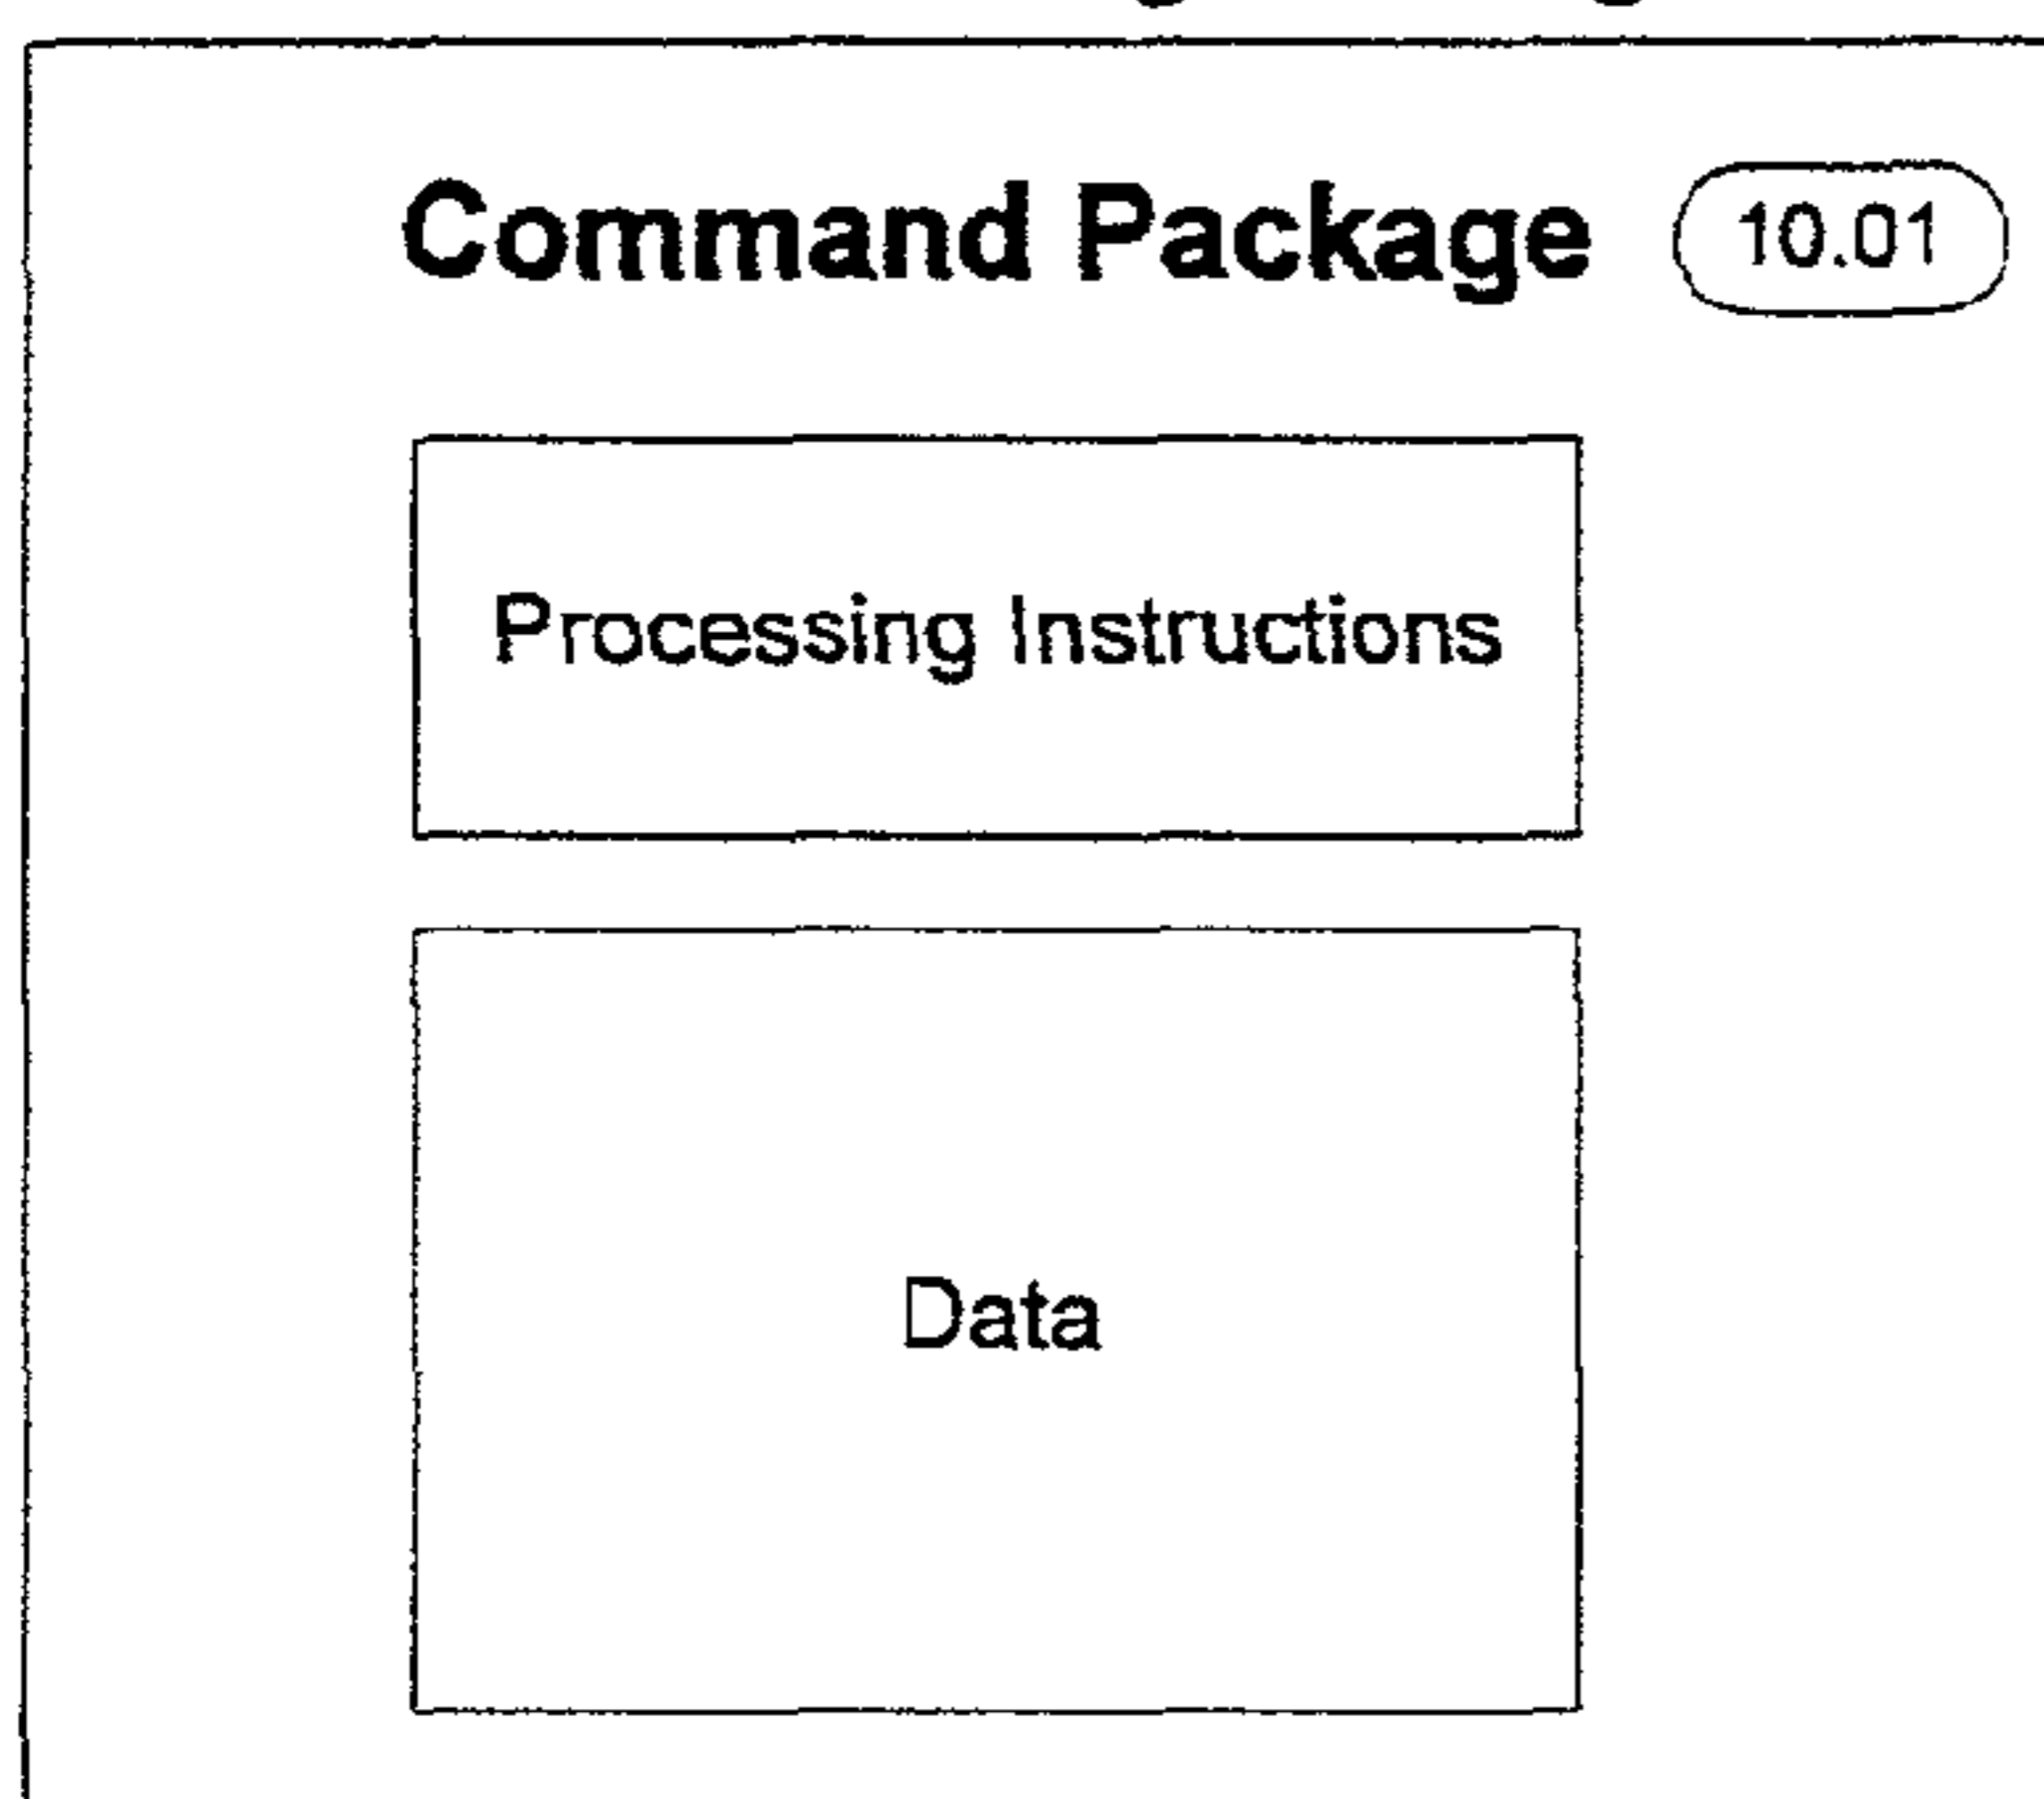 Command Package 10.01
Processing Instructions
Data